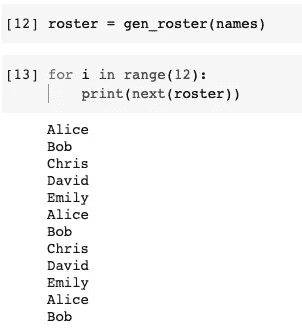 [12] roster = gen_roster(names)
[13] for i in range(12):
print(next(roster))
Alice
Bob
Chris
David
Emily
Alice
Bob
Chris
David
Emily
Alice
Bob